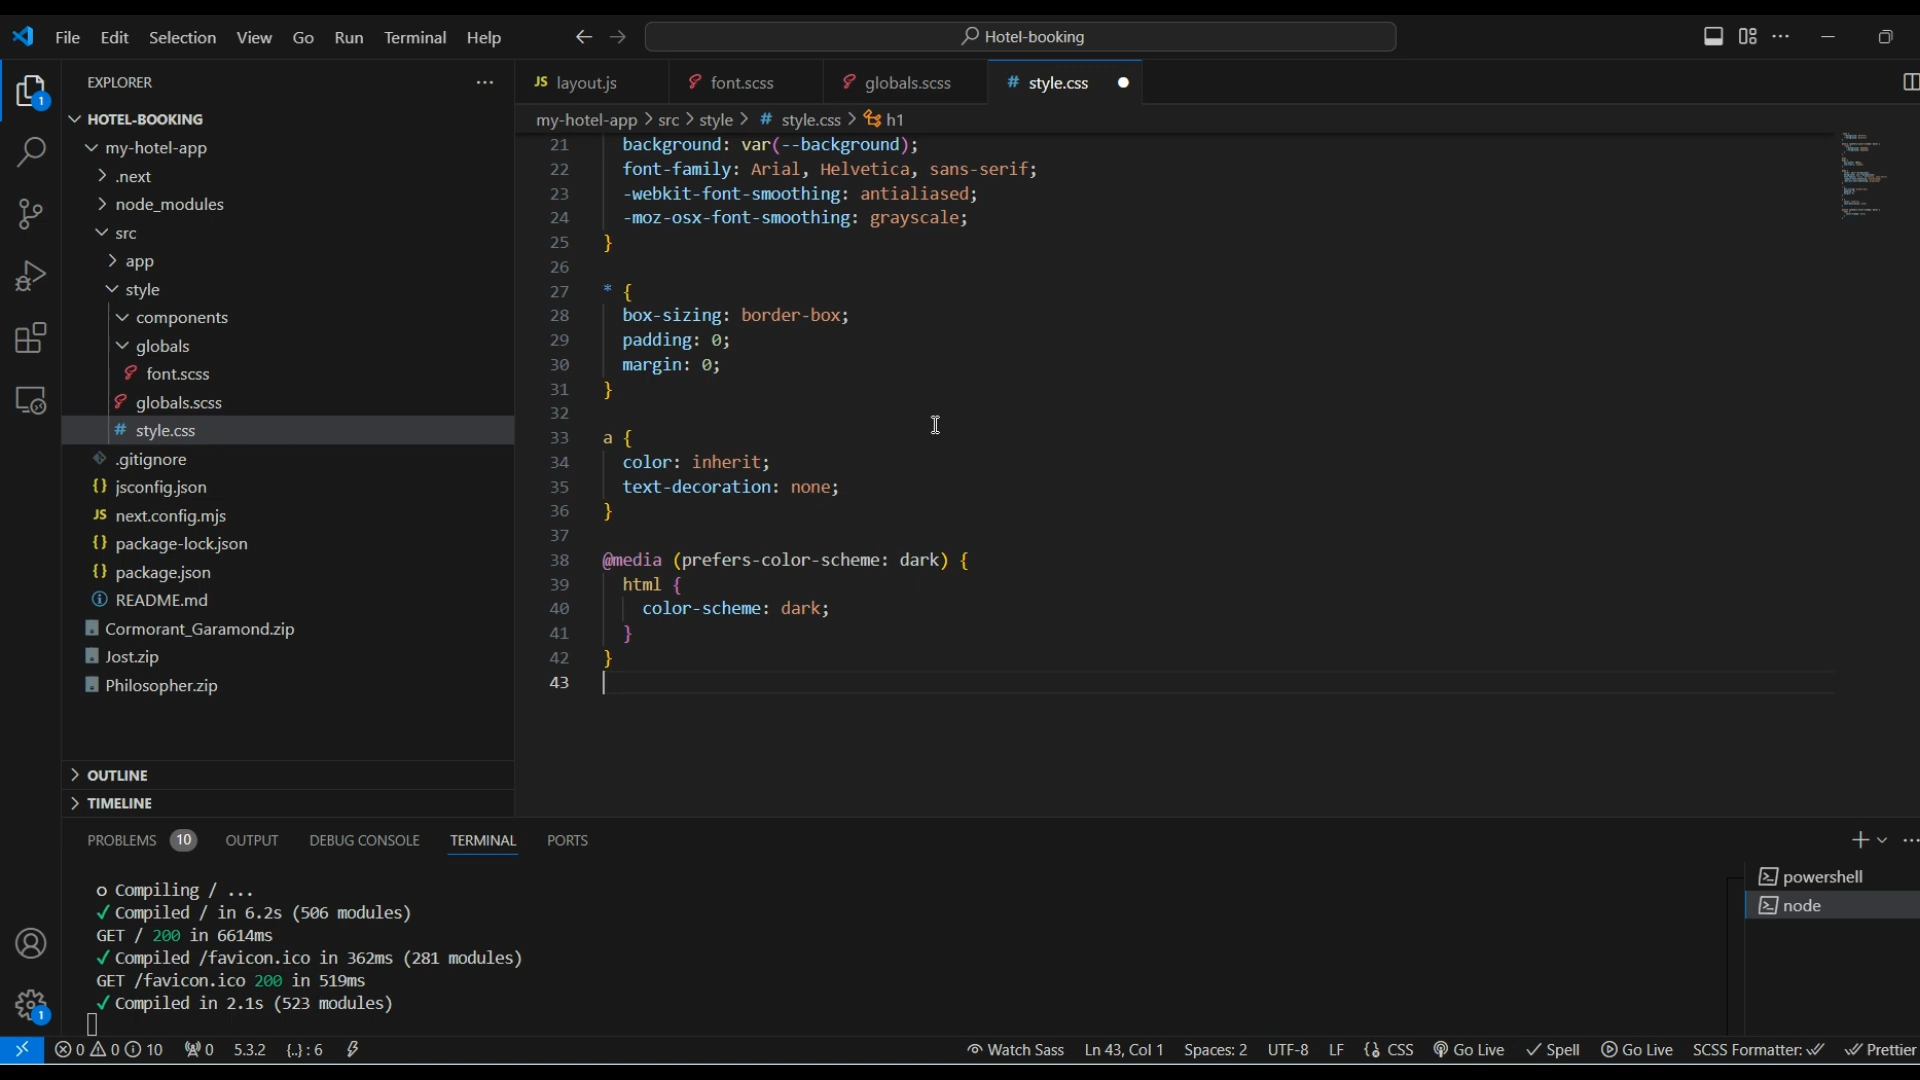 File Edit Selection View Go Run Terminal Help
Hotel-booking
EXPLORER
HOTEL-BOOKING
my-hotel-app
.next
node_modules
src
app
style
components
globals
font.scss
globals.scss
style.css
.gitignore
jsconfig.json
next.config.mjs
package-lock.json
package.json
README.md
Cormorant_Garamond.zip
Jost.zip
Philosopher.zip
OUTLINE
TIMELINE
1
1
JS layout.js font.scss globals.scss # style.css
my-hotel-app > src > style > # style.css > h1
21 background: var(--background);
22 font-family: Arial, Helvetica, sans-serif;
23 -webkit-font-smoothing: antialiased;
24 -moz-osx-font-smoothing: grayscale;
25 }
26
27 * {
28 box-sizing: border-box;
29 padding: 0;
30 margin: 0;
31 }
32
33 a {
34 color: inherit;
35 text-decoration: none;
36 }
37
38 @media (prefers-color-scheme: dark) {
39 html {
40 color-scheme: dark;
41 }
42 }
43
PROBLEMS 10 OUTPUT DEBUG CONSOLE TERMINAL PORTS
○ Compiling / ...
✓ Compiled / in 6.2s (506 modules)
GET / 200 in 6614ms
✓ Compiled /favicon.ico in 362ms (281 modules)
GET /favicon.ico 200 in 519ms
✓ Compiled in 2.1s (523 modules)
powershell
node
0 0 10 0 5.3.2 {..} : 6 Watch Sass Ln 43, Col 1 Spaces: 2 UTF-8 LF CSS Go Live Spell Go Live SCSS Formatter: Prettier